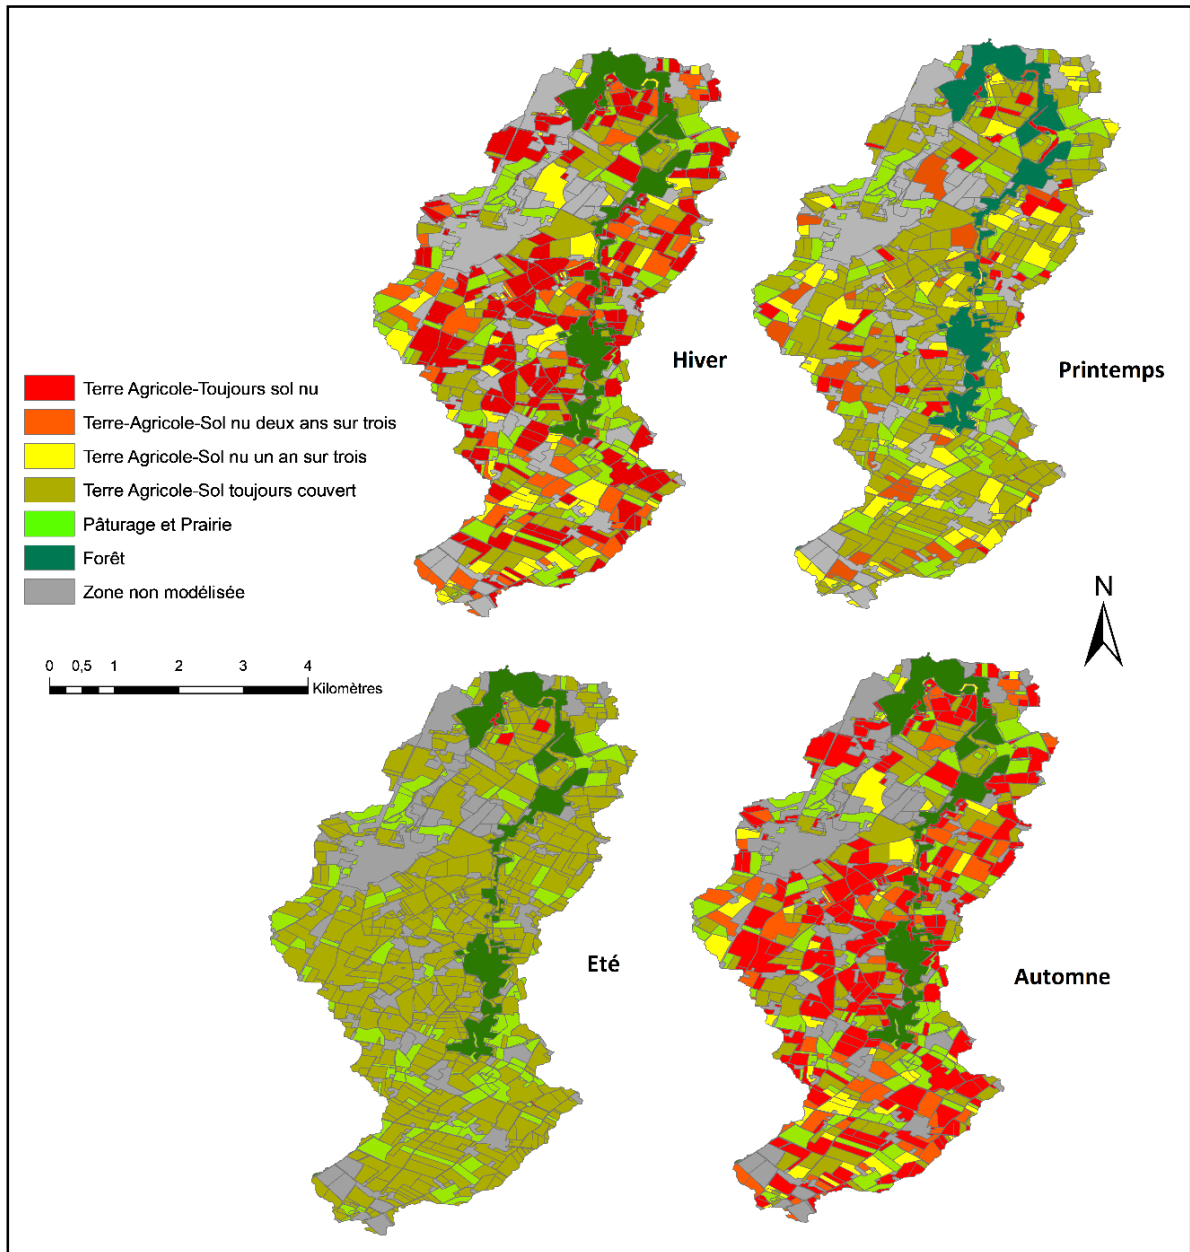 Hiver
Printemps
Terre Agricole-Toujours sol nu
Terre-Agricole-Sol nu deux ans sur trois
Terre Agricole-Sol nu un an sur trois
Terre Agricole-Sol toujours couvert
Pâturage et Prairie
Forêt
Zone non modélisée
N
0 0,5 1 2 3 4
Kilomètres
Eté
Automne